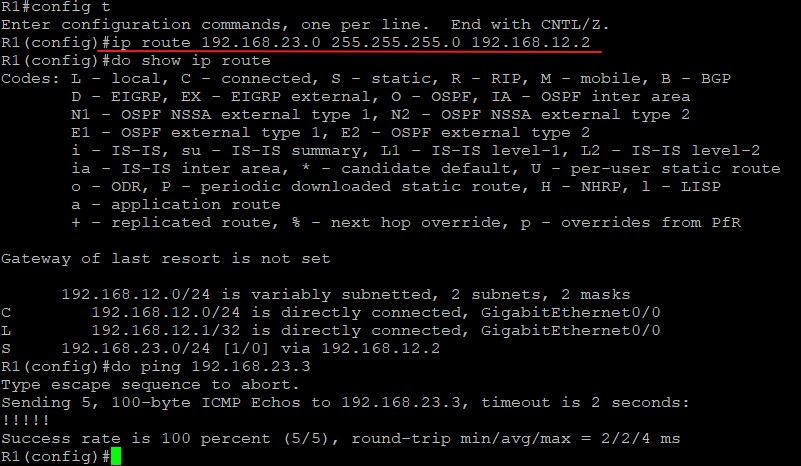 R1#config t
Enter configuration commands, one per line.  End with CNTL/Z.
R1(config)#ip route 192.168.23.0 255.255.255.0 192.168.12.2
R1(config)#do show ip route
Codes: L - local, C - connected, S - static, R - RIP, M - mobile, B - BGP
       D - EIGRP, EX - EIGRP external, O - OSPF, IA - OSPF inter area
       N1 - OSPF NSSA external type 1, N2 - OSPF NSSA external type 2
       E1 - OSPF external type 1, E2 - OSPF external type 2
       i - IS-IS, su - IS-IS summary, L1 - IS-IS level-1, L2 - IS-IS level-2
       ia - IS-IS inter area, * - candidate default, U - per-user static route
       o - ODR, P - periodic downloaded static route, H - NHRP, l - LISP
       a - application route
       + - replicated route, % - next hop override, p - overrides from PfR
Gateway of last resort is not set
      192.168.12.0/24 is variably subnetted, 2 subnets, 2 masks
C        192.168.12.0/24 is directly connected, GigabitEthernet0/0
L        192.168.12.1/32 is directly connected, GigabitEthernet0/0
S     192.168.23.0/24 [1/0] via 192.168.12.2
R1(config)#do ping 192.168.23.3
Type escape sequence to abort.
Sending 5, 100-byte ICMP Echos to 192.168.23.3, timeout is 2 seconds:
!!!!!
Success rate is 100 percent (5/5), round-trip min/avg/max = 2/2/4 ms
R1(config)#